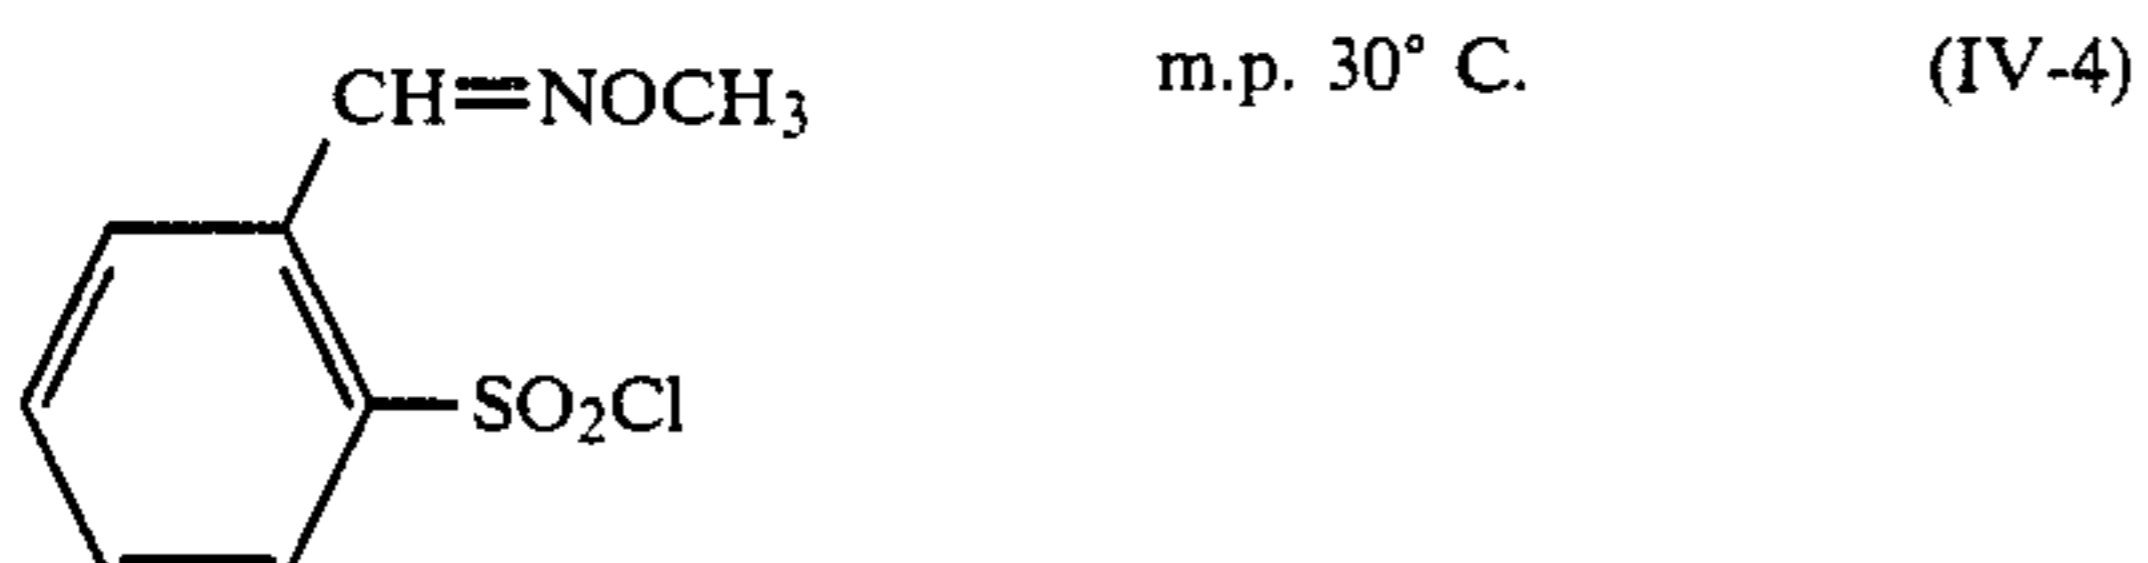 CH=NOCH₃ m.p. 30° C. (IV-4)
SO₂Cl